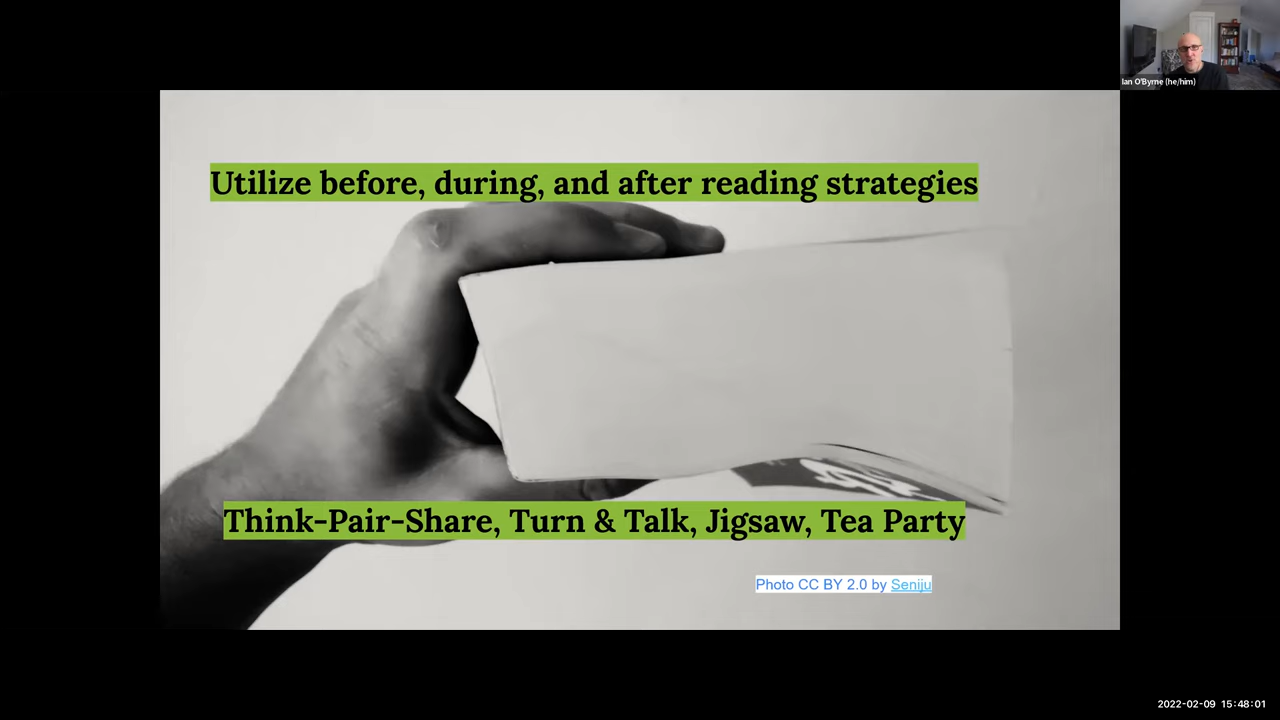 Ian O'Byrne (he/him)
Utilize before, during, and after reading strategies
Think-Pair-Share, Turn & Talk, Jigsaw, Tea Party
Photo CC BY 2.0 by Seniju
2022-02-09 15:48:01